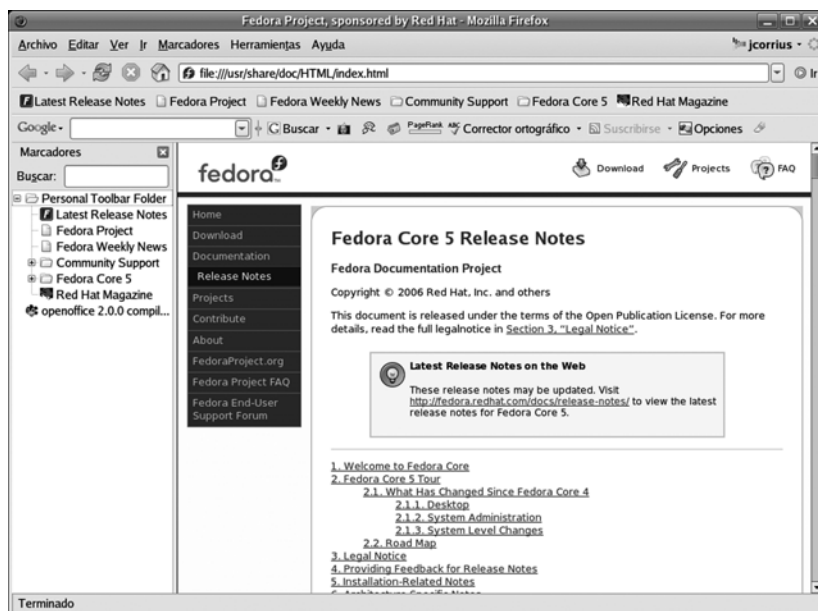 Fedora Project, sponsored by Red Hat - Mozilla Firefox
Archivo Editar Ver Ir Marcadores Herramientas Ayuda
jcorrius
file:///usr/share/doc/HTML/index.html
Ir
Latest Release Notes Fedora Project Fedora Weekly News Community Support Fedora Core 5 Red Hat Magazine
Google
Buscar PageRank ABC Corrector ortográfico Suscribirse Opciones
Marcadores
Buscar:
Personal Toolbar Folder
Latest Release Notes
Fedora Project
Fedora Weekly News
Community Support
Fedora Core 5
Red Hat Magazine
openoffice 2.0.0 compil...
fedora
Download Projects FAQ
Home
Download
Documentation
Release Notes
Projects
Contribute
About
FedoraProject.org
Fedora Project FAQ
Fedora End-User
Support Forum
Fedora Core 5 Release Notes
Fedora Documentation Project
Copyright © 2006 Red Hat, Inc. and others
This document is released under the terms of the Open Publication License. For more
details, read the full legalnotice in Section 3, “Legal Notice”.
Latest Release Notes on the Web
These release notes may be updated. Visit
http://fedora.redhat.com/docs/release-notes/ to view the latest
release notes for Fedora Core 5.
1. Welcome to Fedora Core
2. Fedora Core 5 Tour
2.1. What Has Changed Since Fedora Core 4
2.1.1. Desktop
2.1.2. System Administration
2.1.3. System Level Changes
2.2. Road Map
3. Legal Notice
4. Providing Feedback for Release Notes
5. Installation-Related Notes
6. Architecture Specific Notes
Terminado